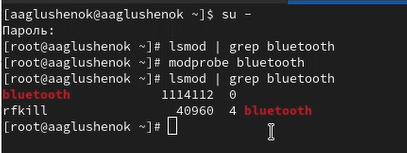 [aaglushenok@aaglushenok ~]$ su -
Пароль:
[root@aaglushenok ~]# lsmod | grep bluetooth
[root@aaglushenok ~]# modprobe bluetooth
[root@aaglushenok ~]# lsmod | grep bluetooth
bluetooth             1114112  0
rfkill                  40960  4 bluetooth
[root@aaglushenok ~]#